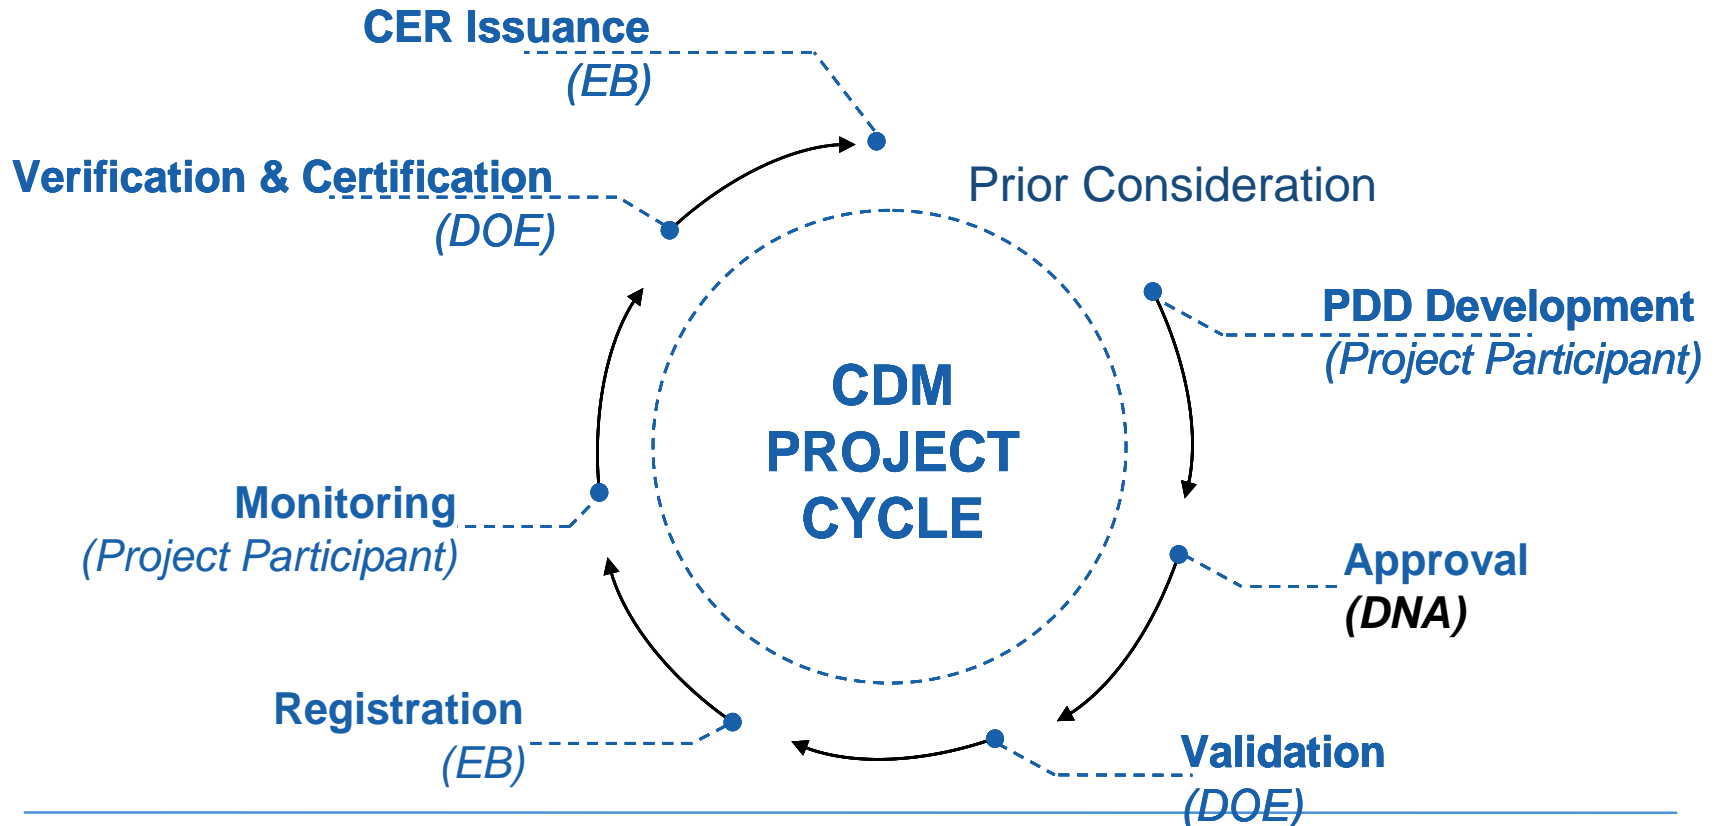 CER Issuance
(EB)
Verification & Certification
(DOE)
Prior Consideration
PDD Development
(Project Participant)
CDM
PROJECT
CYCLE
Monitoring
(Project Participant)
Approval
(DNA)
Registration
(EB)
Validation
(DOE)